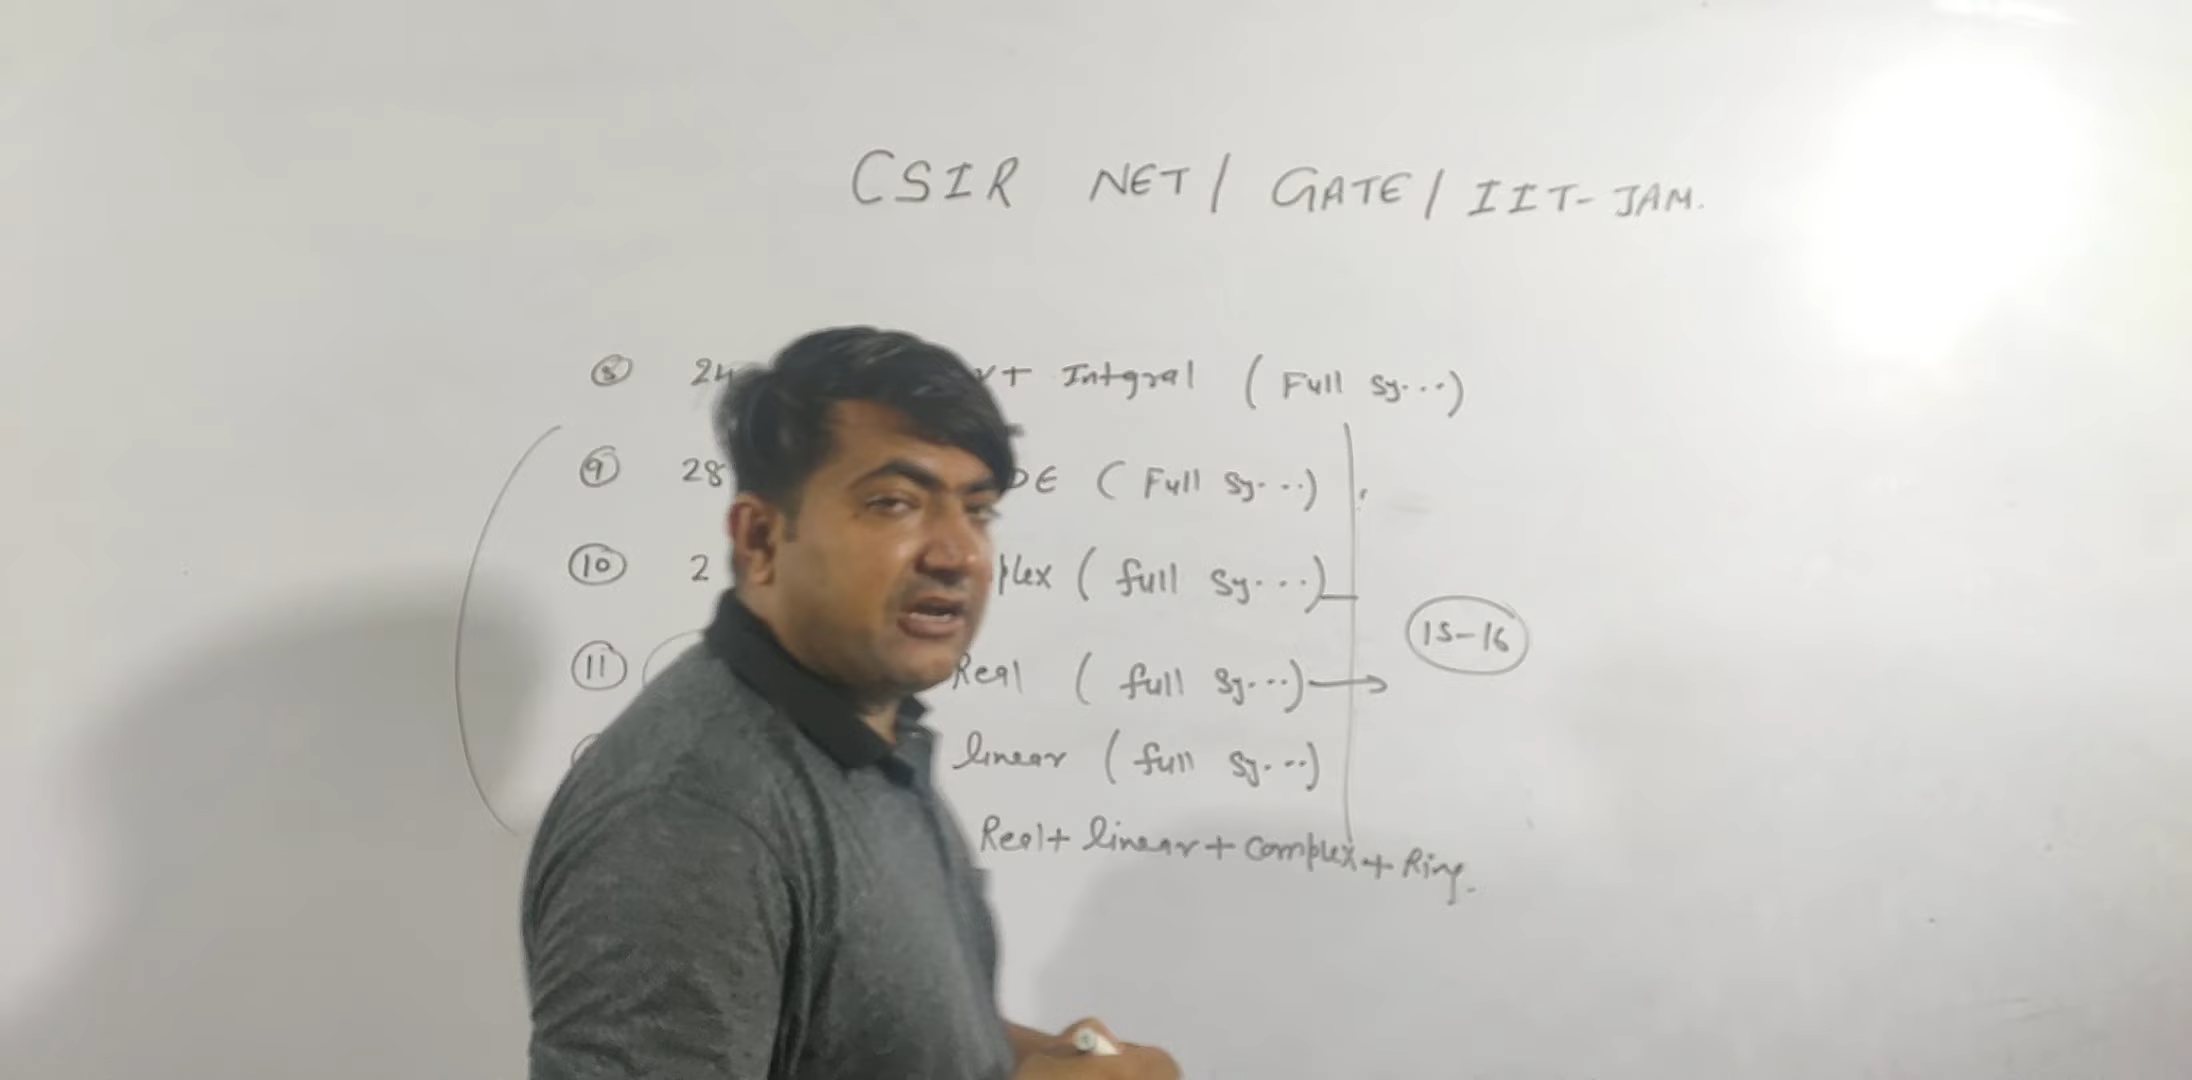 CSIR NET / GATE / IIT-JAM.
⑧ 24 + Intgral ( Full Sy...)
⑨ 28 DE ( Full Sy...)
⑩ 2 plex ( full Sy...)
15-16
⑪ Real ( full Sy...)
linear ( full Sy...)
Real + linear + Complex + Ring.